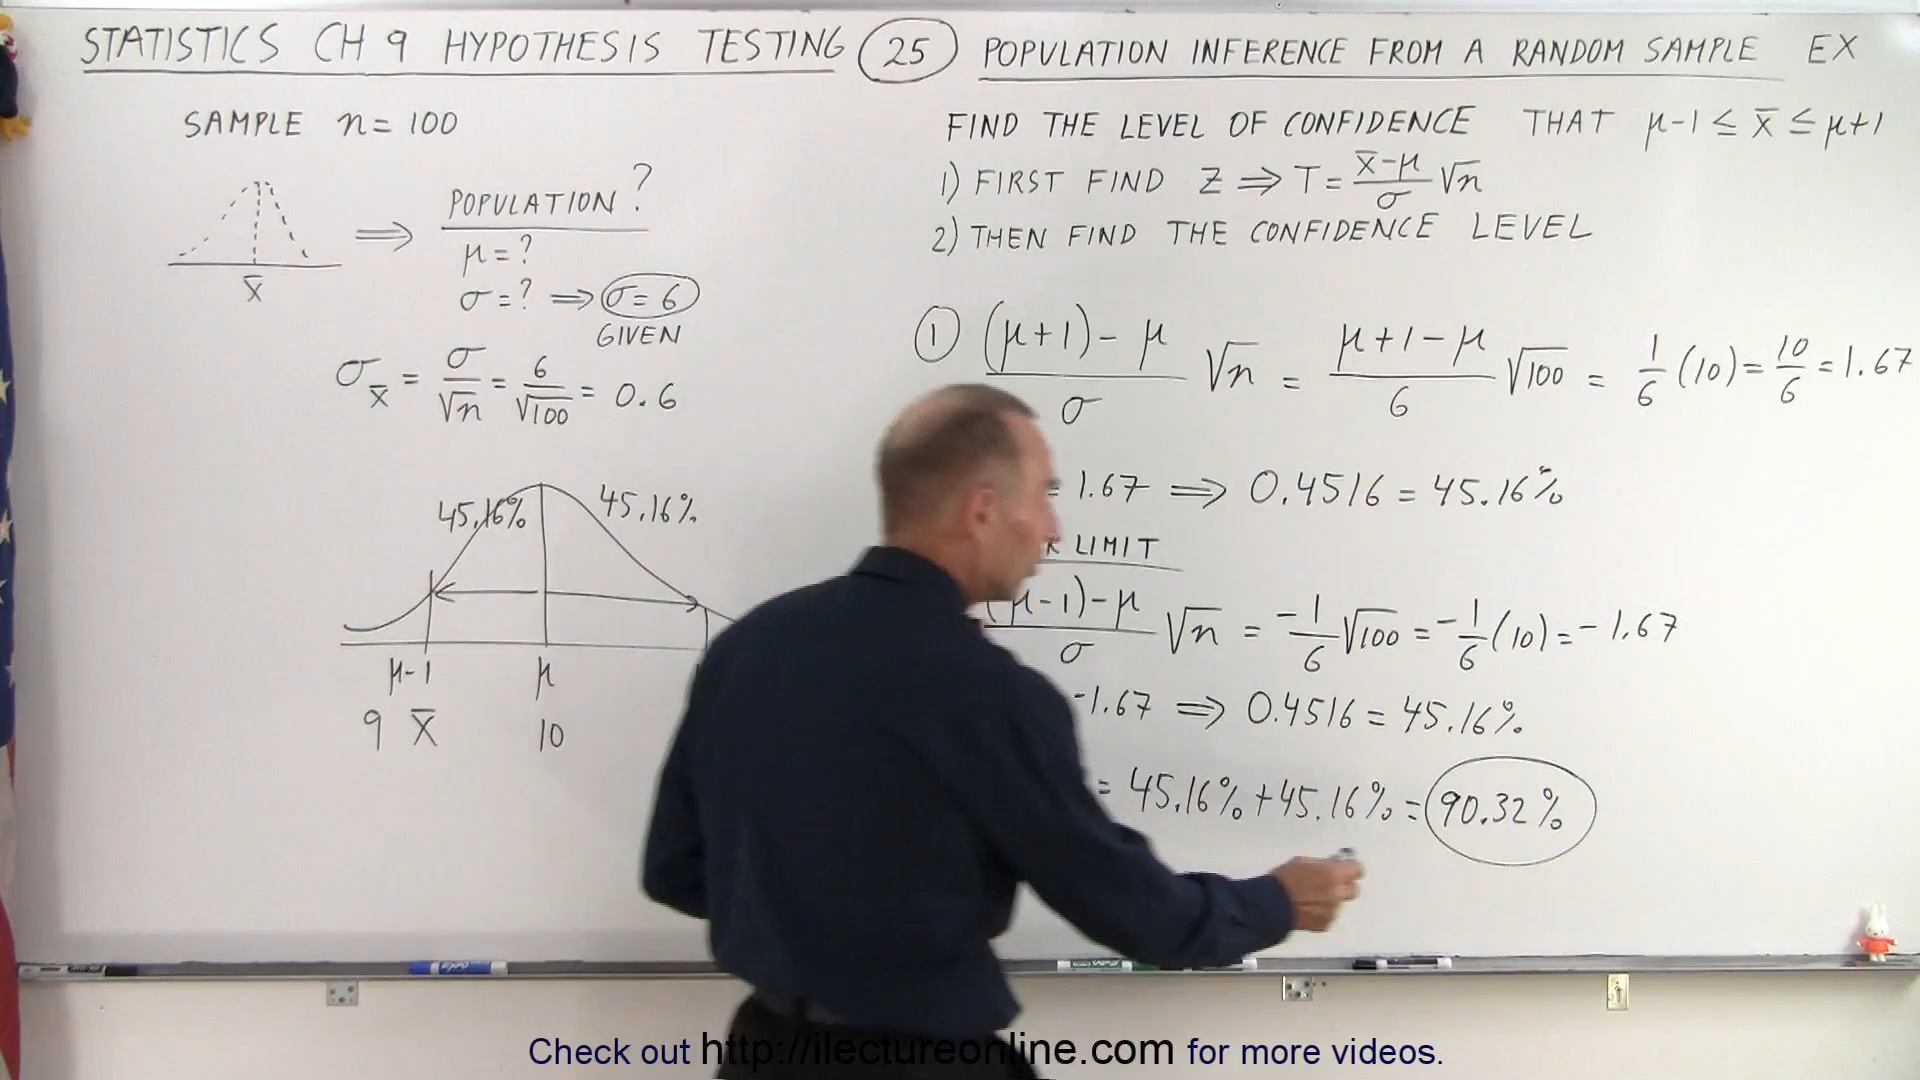 STATISTICS CH 9 HYPOTHESIS TESTING 25 POPULATION INFERENCE FROM A RANDOM SAMPLE EX
SAMPLE n = 100
x̄
POPULATION ?
μ = ?
σ = ? ⇒ σ = 6
GIVEN
σx̄ = σ/√n = 6/√100 = 0.6
45.16% 45.16%
μ-1 μ
9 x̄ 10
FIND THE LEVEL OF CONFIDENCE THAT μ-1 ≤ x̄ ≤ μ+1
1) FIRST FIND Z ⇒ T = (x̄-μ)/σ √n
2) THEN FIND THE CONFIDENCE LEVEL
① ((μ+1) - μ)/σ √n = (μ+1-μ)/6 √100 = 1/6 (10) = 10/6 = 1.67
= 1.67 ⇒ 0.4516 = 45.16%
LIMIT
((μ-1)-μ)/σ √n = -1/6 √100 = -1/6 (10) = -1.67
-1.67 ⇒ 0.4516 = 45.16%
= 45.16% + 45.16% = 90.32%
Check out http://ilectureonline.com for more videos.